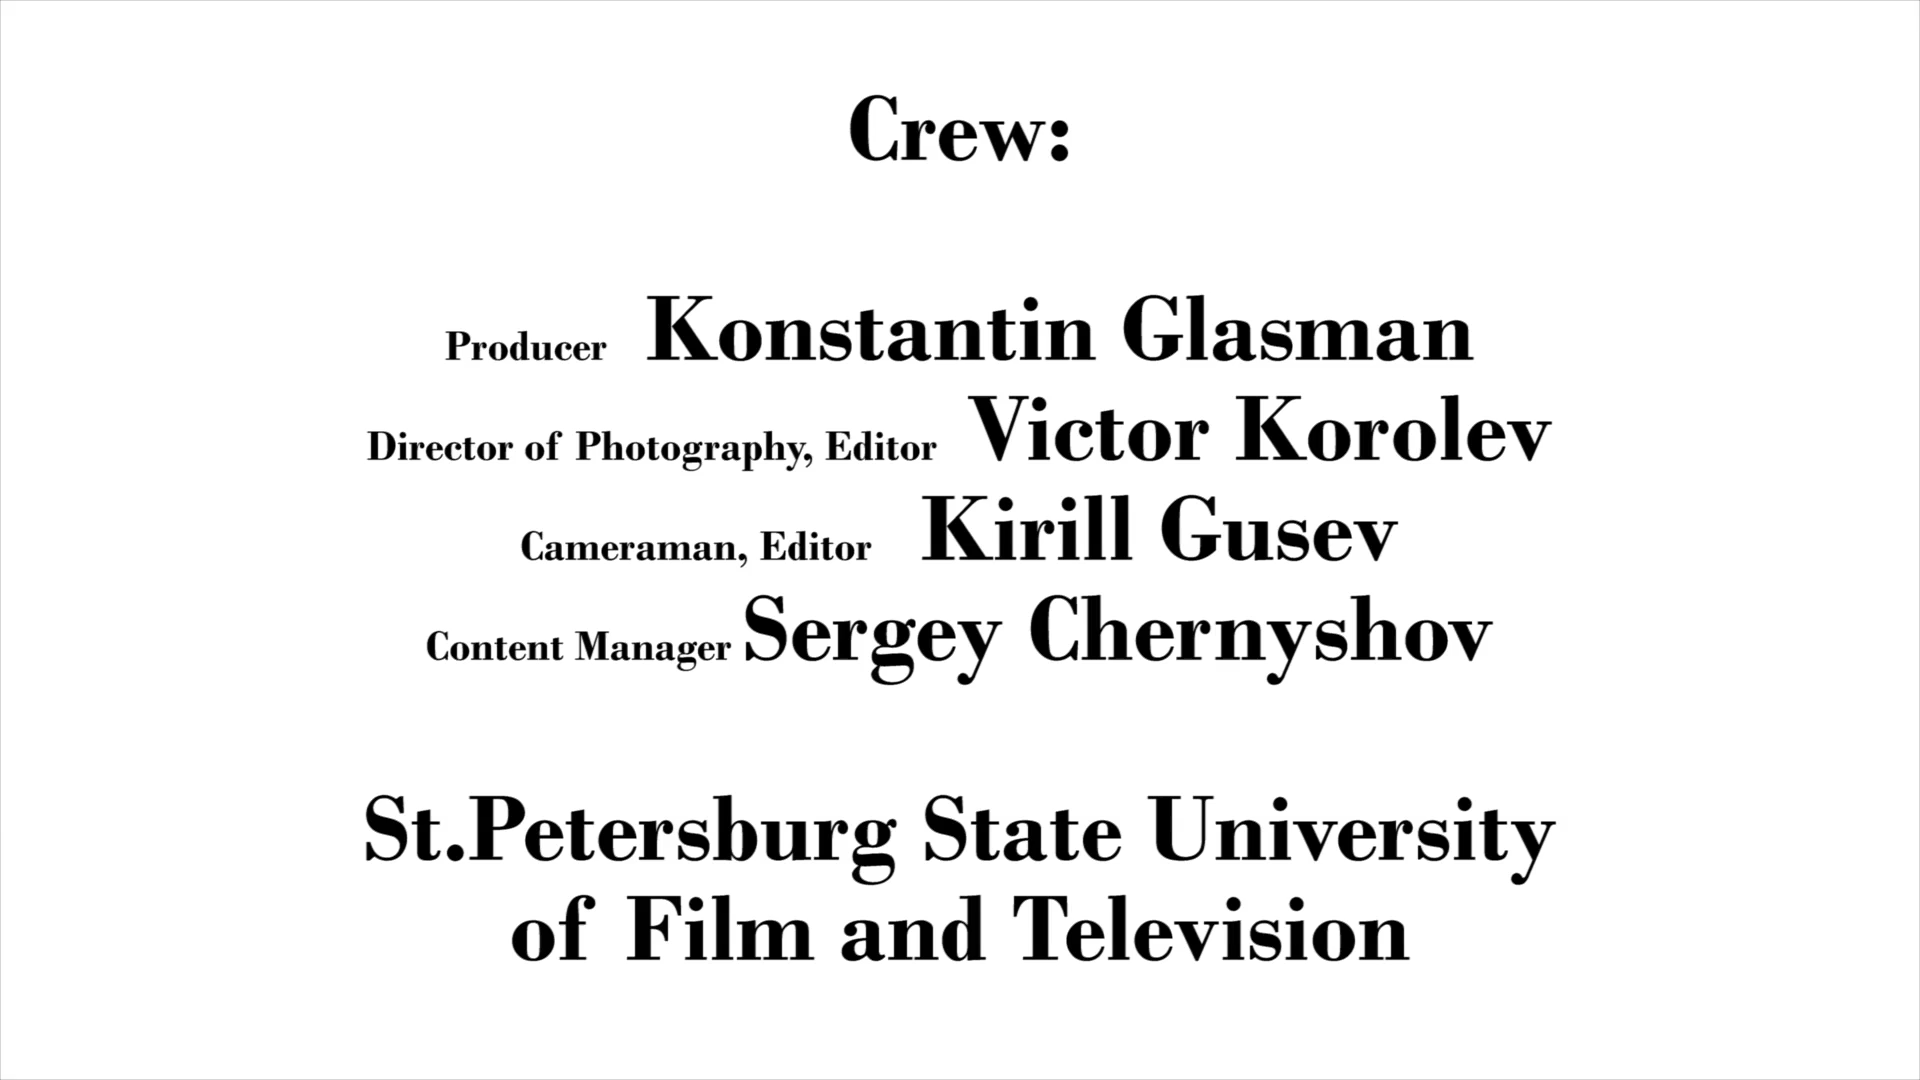 Crew:
Producer Konstantin Glasman
Director of Photography, Editor Victor Korolev
Cameraman, Editor Kirill Gusev
Content Manager Sergey Chernyshov
St.Petersburg State University
of Film and Television